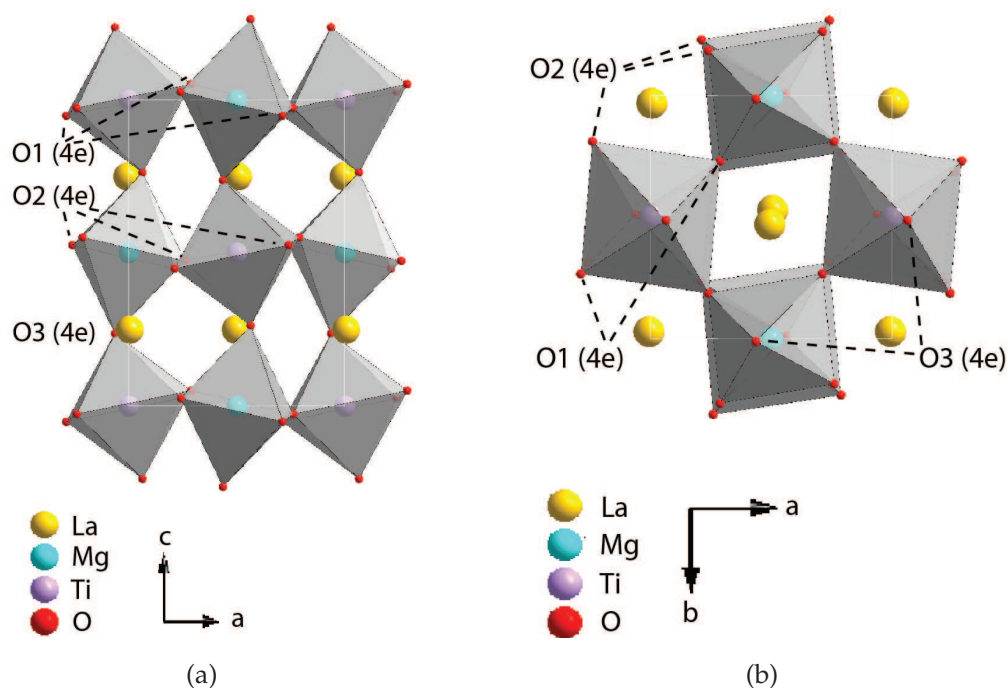 O1 (4e)
O2 (4e)
O3 (4e)
La
Mg
Ti
O
c
a
(a)
O2 (4e)
O1 (4e)
O3 (4e)
La
Mg
Ti
O
a
b
(b)